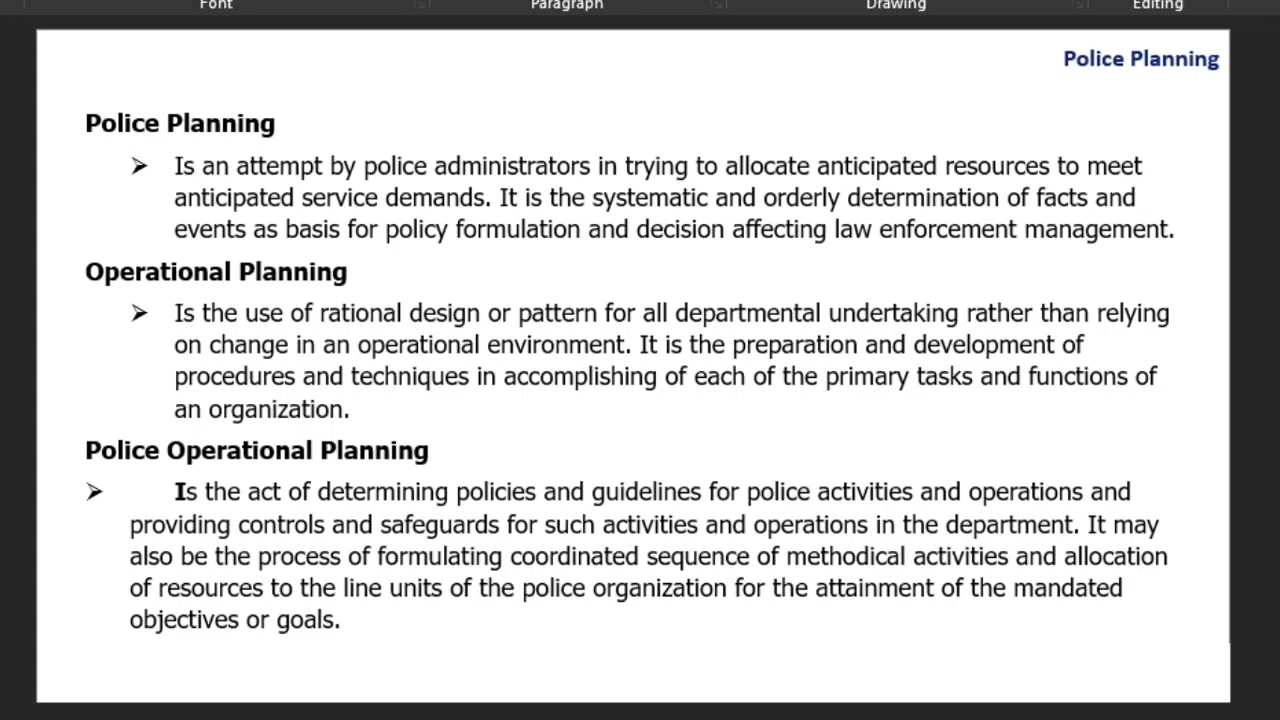 Font Paragraph Drawing Editing
Police Planning
Police Planning
Is an attempt by police administrators in trying to allocate anticipated resources to meet
anticipated service demands. It is the systematic and orderly determination of facts and
events as basis for policy formulation and decision affecting law enforcement management.
Operational Planning
Is the use of rational design or pattern for all departmental undertaking rather than relying
on change in an operational environment. It is the preparation and development of
procedures and techniques in accomplishing of each of the primary tasks and functions of
an organization.
Police Operational Planning
Is the act of determining policies and guidelines for police activities and operations and
providing controls and safeguards for such activities and operations in the department. It may
also be the process of formulating coordinated sequence of methodical activities and allocation
of resources to the line units of the police organization for the attainment of the mandated
objectives or goals.